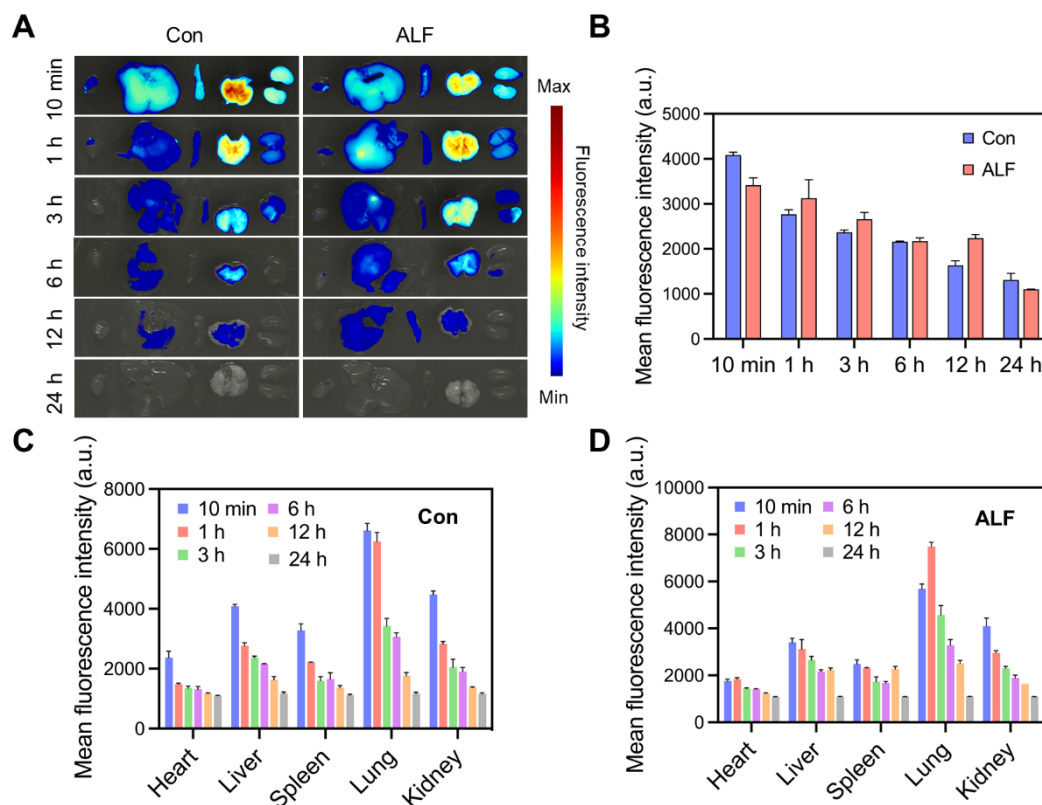 A
Con
ALF
10 min
1 h
3 h
6 h
12 h
24 h
Max
Fluorescence intensity
Min
B
Mean fluorescence intensity (a.u.)
5000
4000
3000
2000
1000
0
Con
ALF
10 min 1 h 3 h 6 h 12 h 24 h
C
Mean fluorescence intensity (a.u.)
8000
6000
4000
2000
0
10 min 6 h
1 h 12 h
3 h 24 h
Con
Heart Liver Spleen Lung Kidney
D
Mean fluorescence intensity (a.u.)
10000
8000
6000
4000
2000
0
10 min 6 h
1 h 12 h
3 h 24 h
ALF
Heart Liver Spleen Lung Kidney